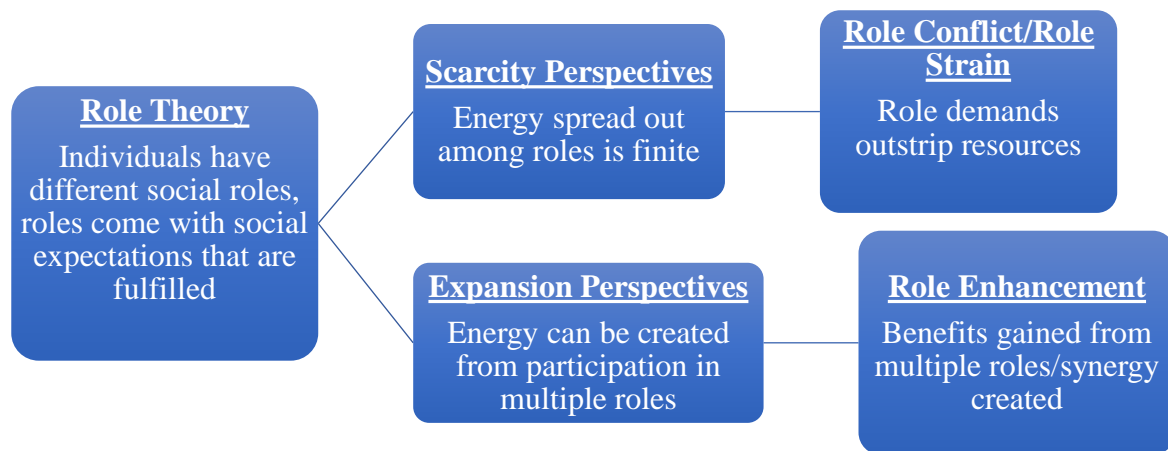 Role Theory
Individuals have
different social roles,
roles come with social
expectations that are
fulfilled
Scarcity Perspectives
Energy spread out
among roles is finite
Role Conflict/Role
Strain
Role demands
outstrip resources
Expansion Perspectives
Energy can be created
from participation in
multiple roles
Role Enhancement
Benefits gained from
multiple roles/synergy
created